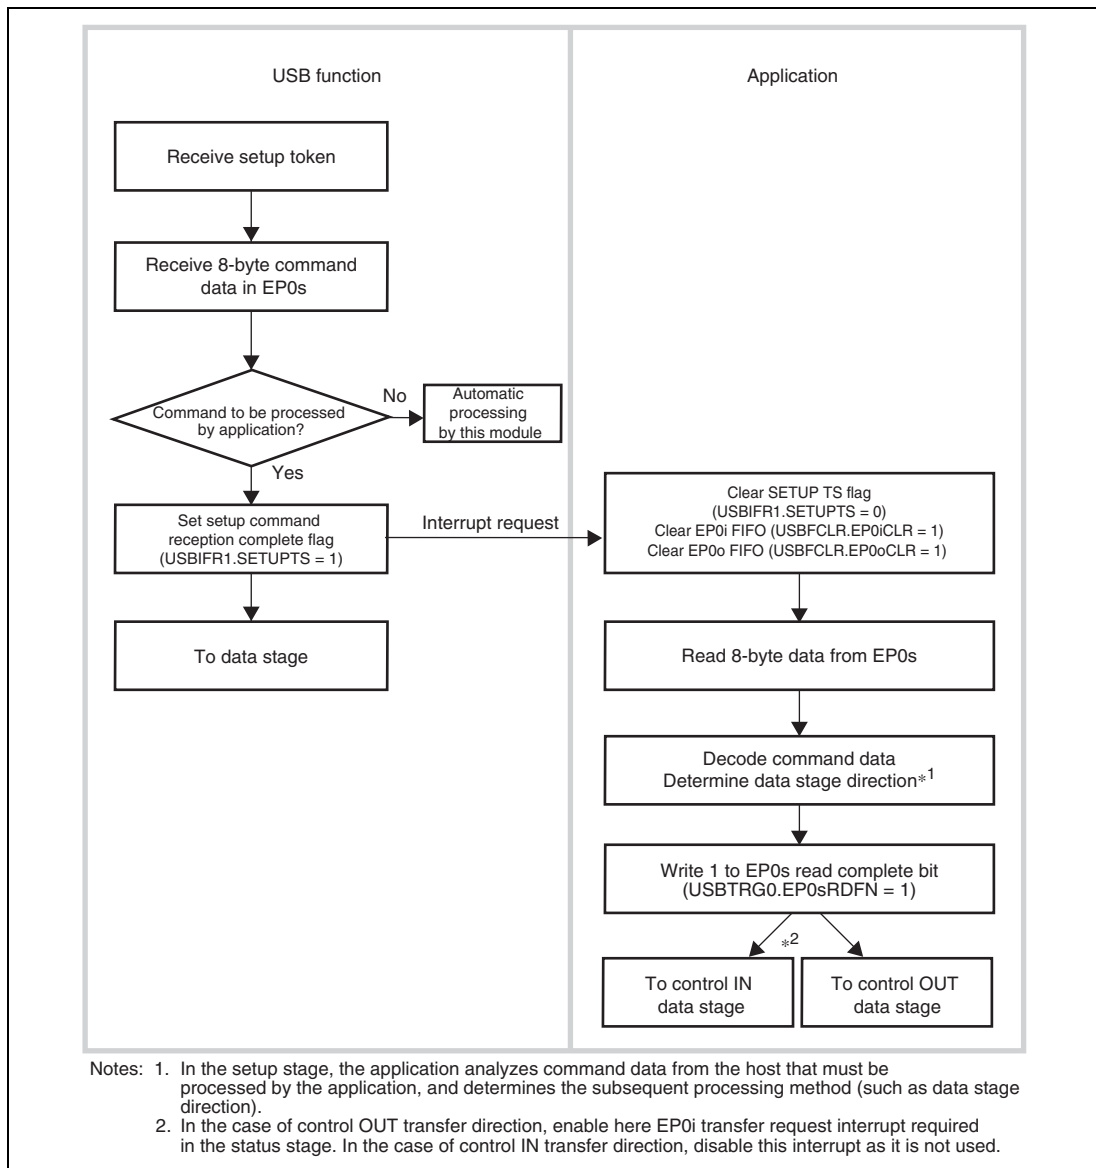 USB function
Application
Receive setup token
Receive 8-byte command
data in EP0s
Command to be processed
by application?
No
Automatic
processing
by this module
Yes
Set setup command
reception complete flag
(USBIFR1.SETUPTS = 1)
Interrupt request
To data stage
Clear SETUP TS flag
(USBIFR1.SETUPTS = 0)
Clear EP0i FIFO (USBFCLR.EP0iCLR = 1)
Clear EP0o FIFO (USBFCLR.EP0oCLR = 1)
Read 8-byte data from EP0s
Decode command data
Determine data stage direction*1
Write 1 to EP0s read complete bit
(USBTRG0.EP0sRDFN = 1)
*2
To control IN
data stage
To control OUT
data stage
Notes: 1. In the setup stage, the application analyzes command data from the host that must be
processed by the application, and determines the subsequent processing method (such as data stage
direction).
2. In the case of control OUT transfer direction, enable here EP0i transfer request interrupt required
in the status stage. In the case of control IN transfer direction, disable this interrupt as it is not used.